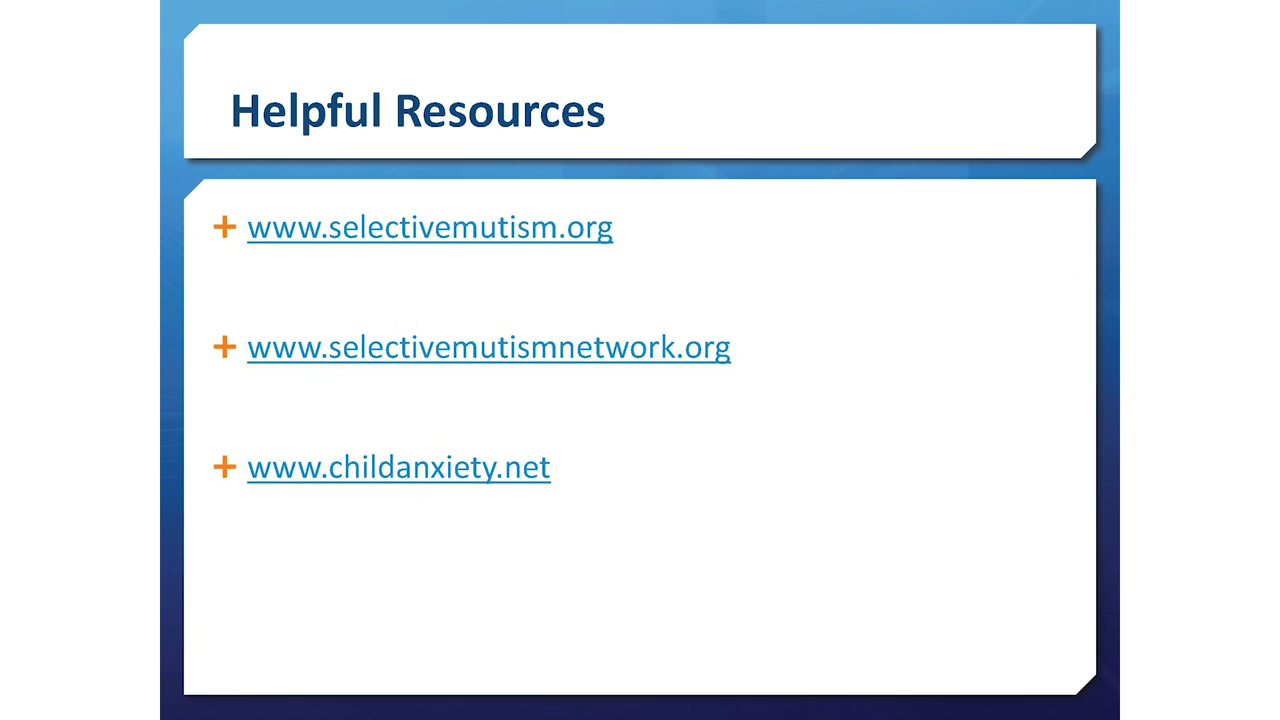 Helpful Resources
www.selectivemutism.org
www.selectivemutismnetwork.org
www.childanxiety.net